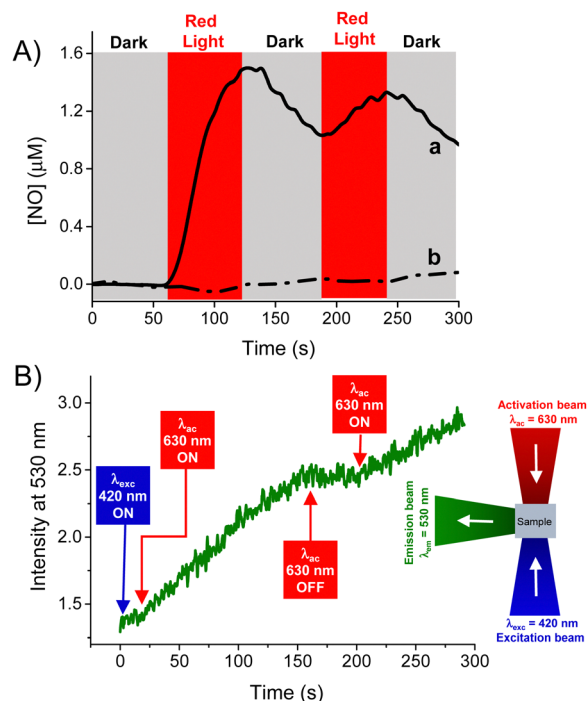 A)
Dark
Red
Light
Dark
Red
Light
Dark
1.6
1.2
0.8
0.4
0.0
[NO] (μM)
a
b
0 50 100 150 200 250 300
Time (s)
B)
3.0
2.5
2.0
1.5
Intensity at 530 nm
λexc
420 nm
ON
λac
630 nm
ON
λac
630 nm
OFF
λac
630 nm
ON
0 50 100 150 200 250 300
Time (s)
Activation beam
λac = 630 nm
Emission beam
λem = 530 nm
Sample
λexc = 420 nm
Excitation beam